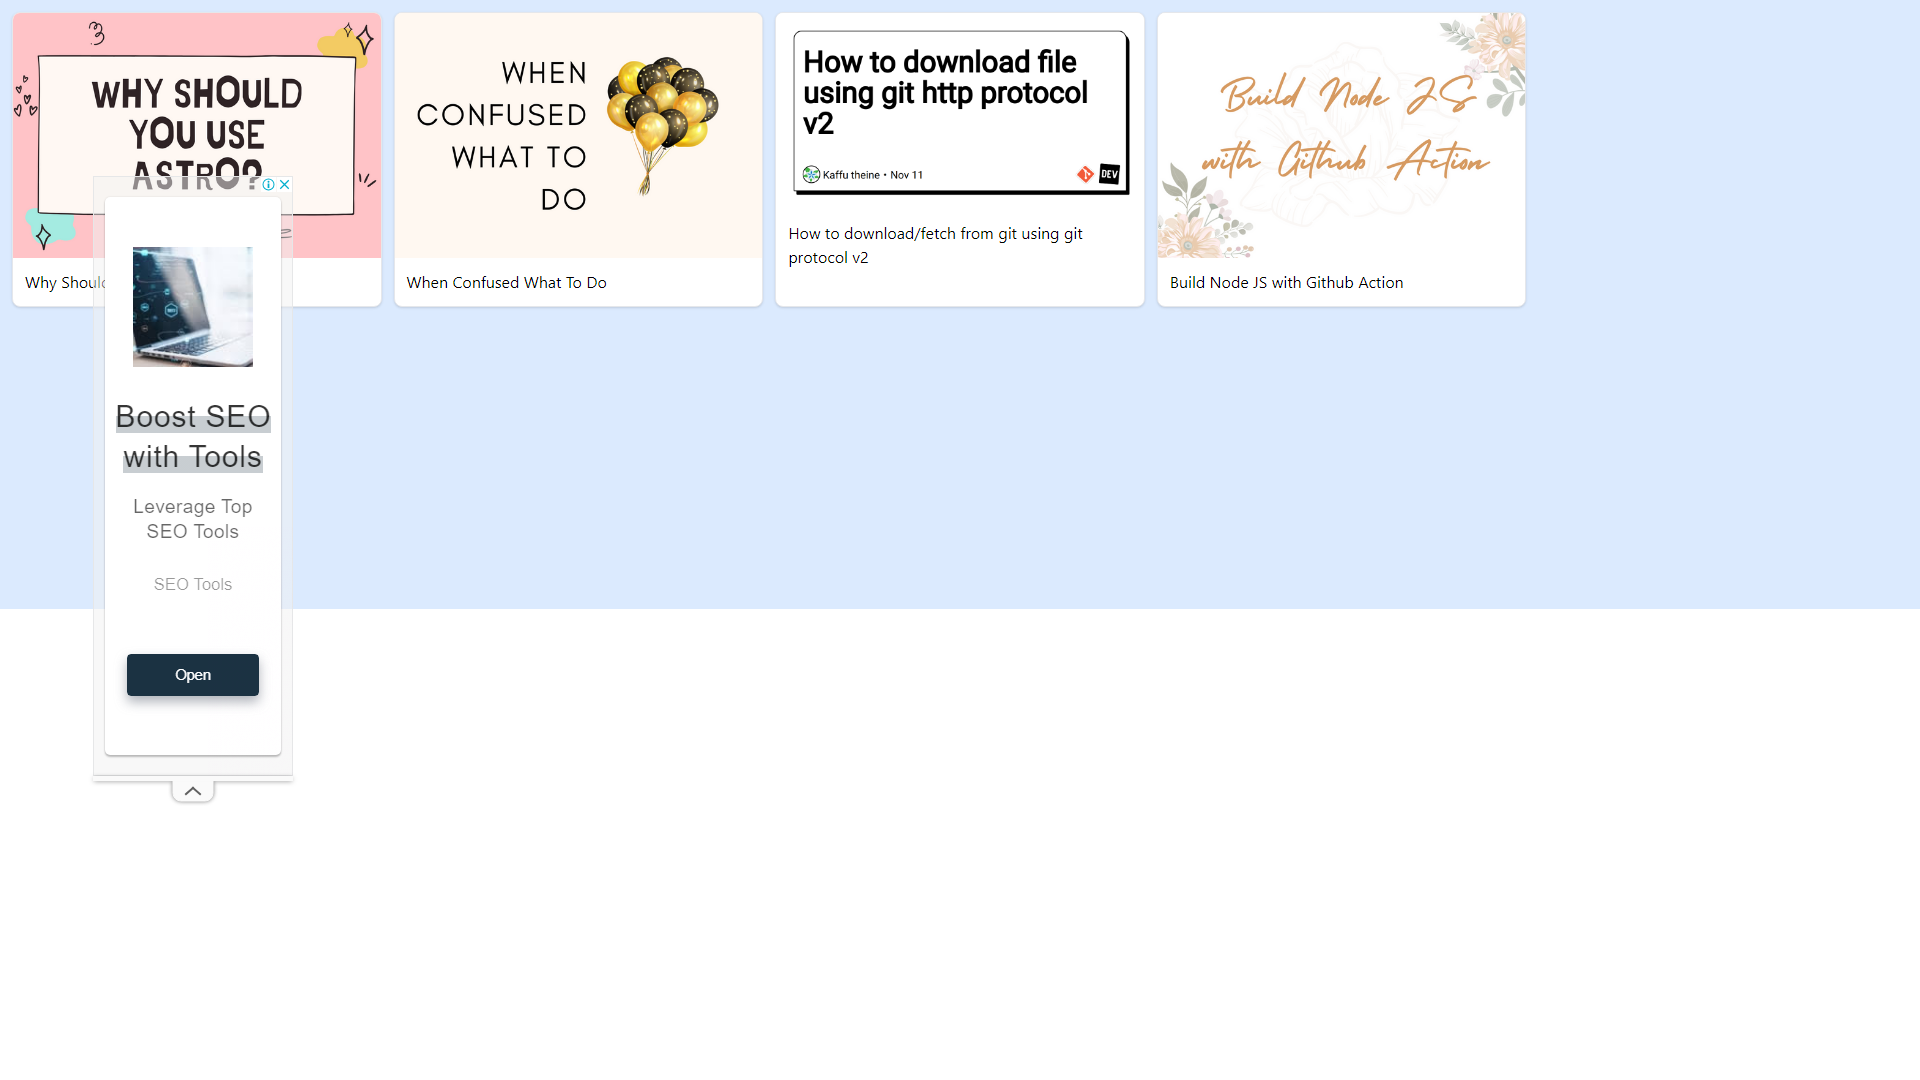 WHY SHOULD
YOU USE
ASTRO?
Why Should
WHEN
CONFUSED
WHAT TO
DO
When Confused What To Do
How to download file
using git http protocol
v2
Kaffu theine • Nov 11
DEV
How to download/fetch from git using git
protocol v2
Build Node JS
with Github Action
Build Node JS with Github Action
Boost SEO
with Tools
Leverage Top
SEO Tools
SEO Tools
Open